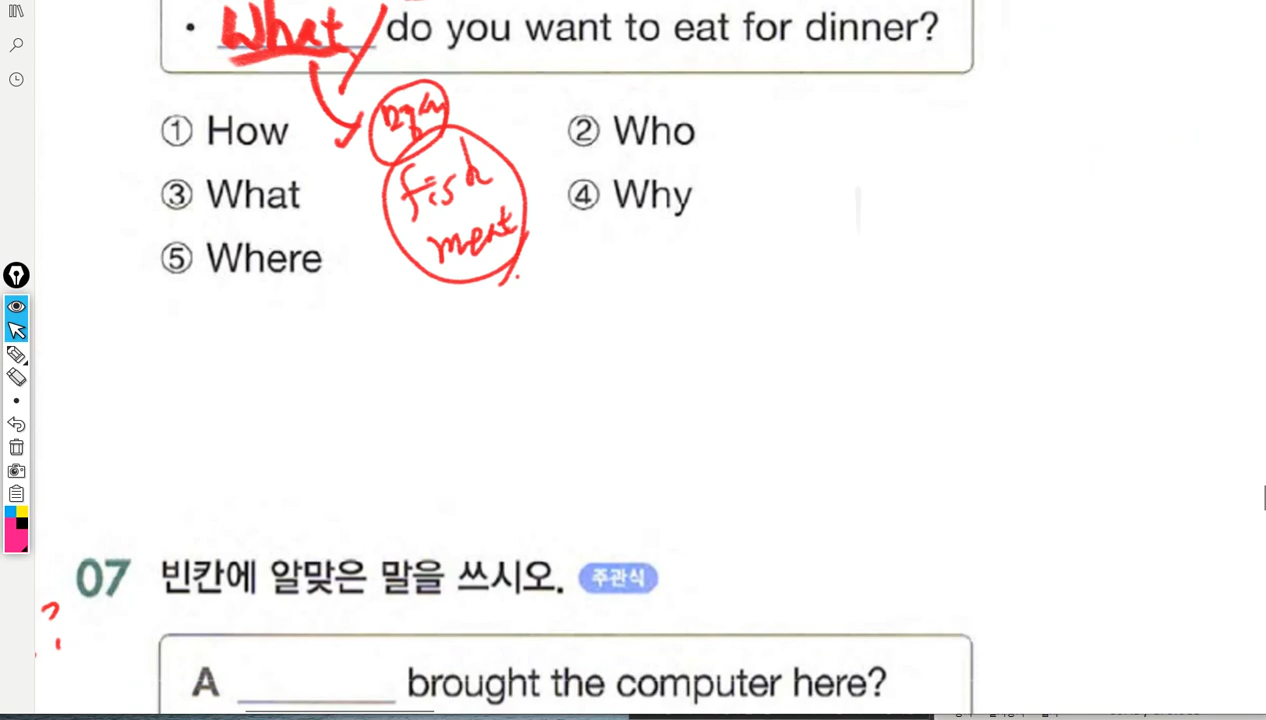 • What do you want to eat for dinner?
① How ② Who
③ What ④ Why
fish
meat
⑤ Where
07 빈칸에 알맞은 말을 쓰시오. 주관식
?
A ________ brought the computer here?